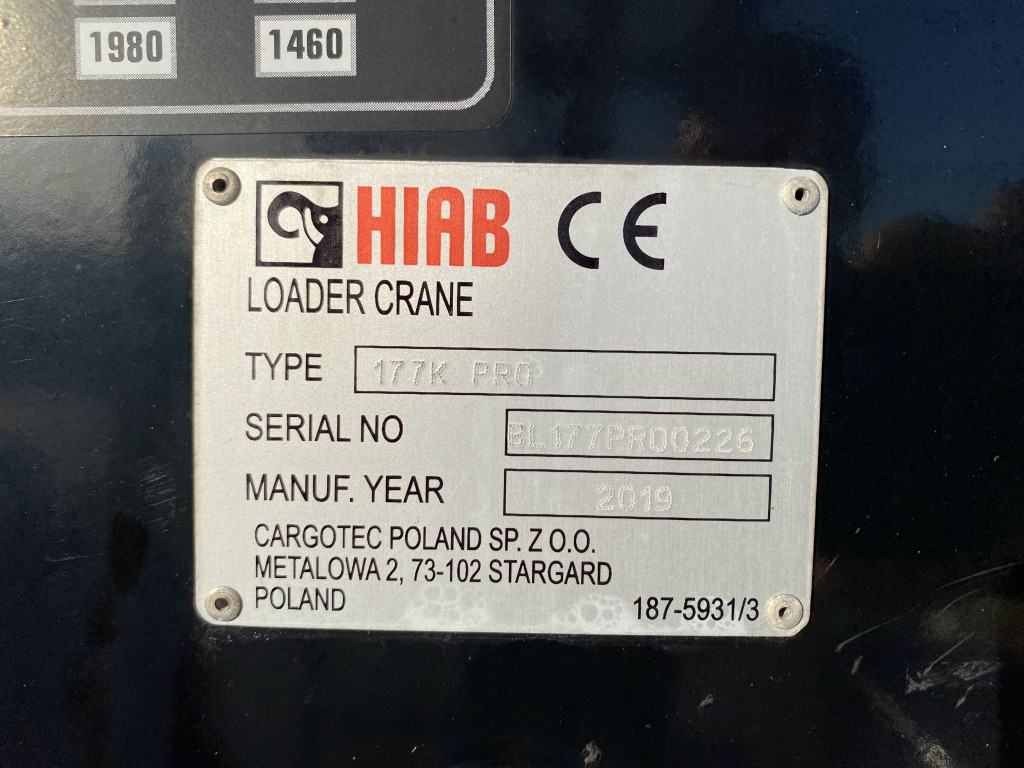 1980 1460
HIAB CE
LOADER CRANE
TYPE 177K PRO
SERIAL NO BL177PR00226
MANUF. YEAR 2019
CARGOTEC POLAND SP. Z O.O.
METALOWA 2, 73-102 STARGARD
POLAND
187-5931/3